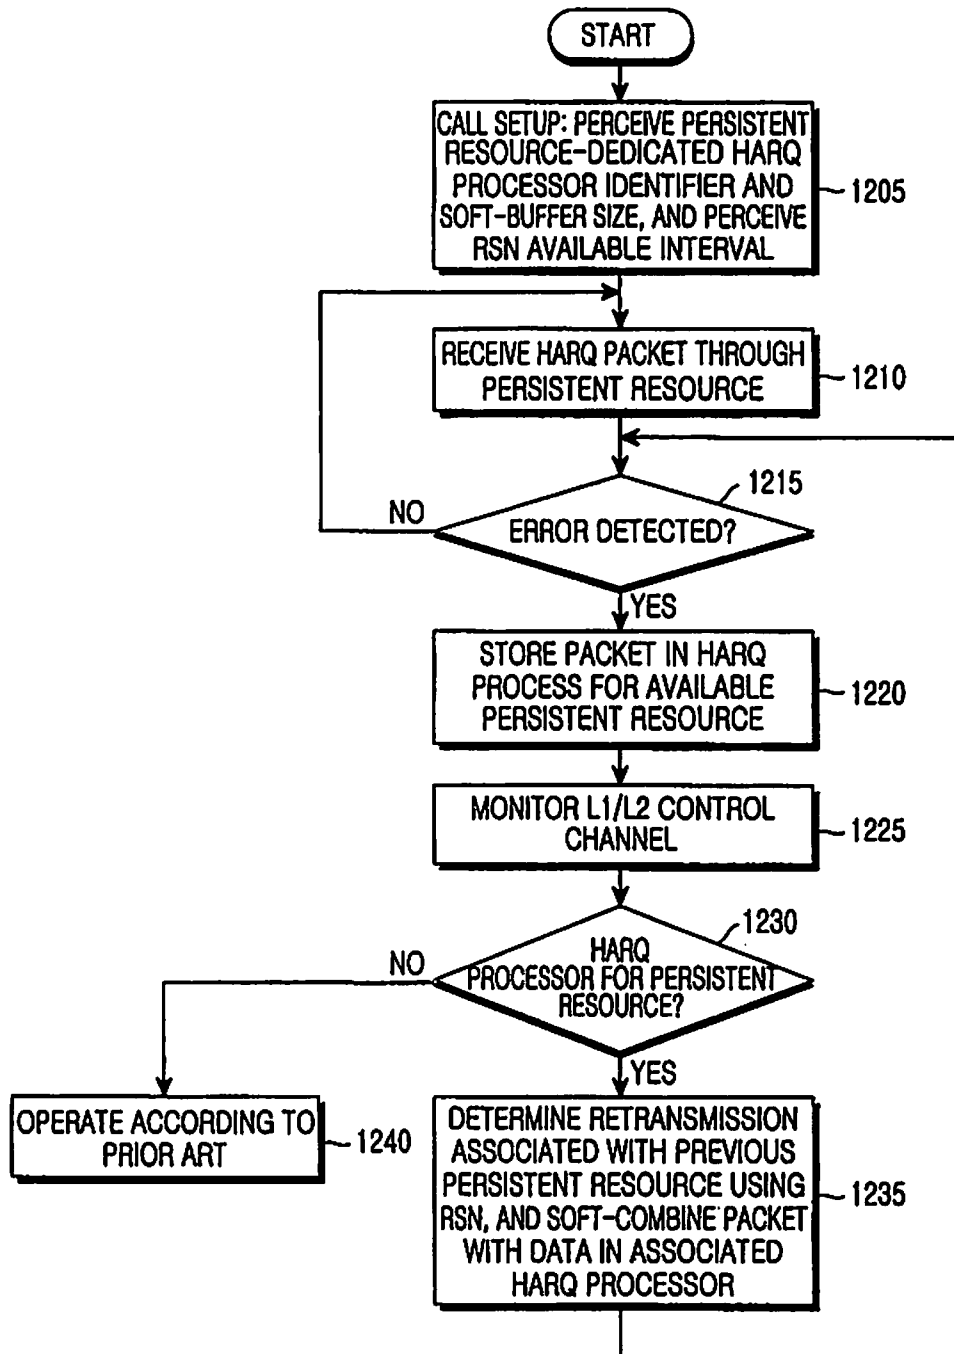 START
CALL SETUP: PERCEIVE PERSISTENT
RESOURCE-DEDICATED HARQ
PROCESSOR IDENTIFIER AND
SOFT-BUFFER SIZE, AND PERCEIVE
RSN AVAILABLE INTERVAL
1205
RECEIVE HARQ PACKET THROUGH
PERSISTENT RESOURCE
1210
1215
NO
ERROR DETECTED?
YES
STORE PACKET IN HARQ
PROCESS FOR AVAILABLE
PERSISTENT RESOURCE
1220
MONITOR L1/L2 CONTROL
CHANNEL
1225
1230
NO
HARQ
PROCESSOR FOR PERSISTENT
RESOURCE?
YES
OPERATE ACCORDING TO
PRIOR ART
1240
DETERMINE RETRANSMISSION
ASSOCIATED WITH PREVIOUS
PERSISTENT RESOURCE USING
RSN, AND SOFT-COMBINE PACKET
WITH DATA IN ASSOCIATED
HARQ PROCESSOR
1235